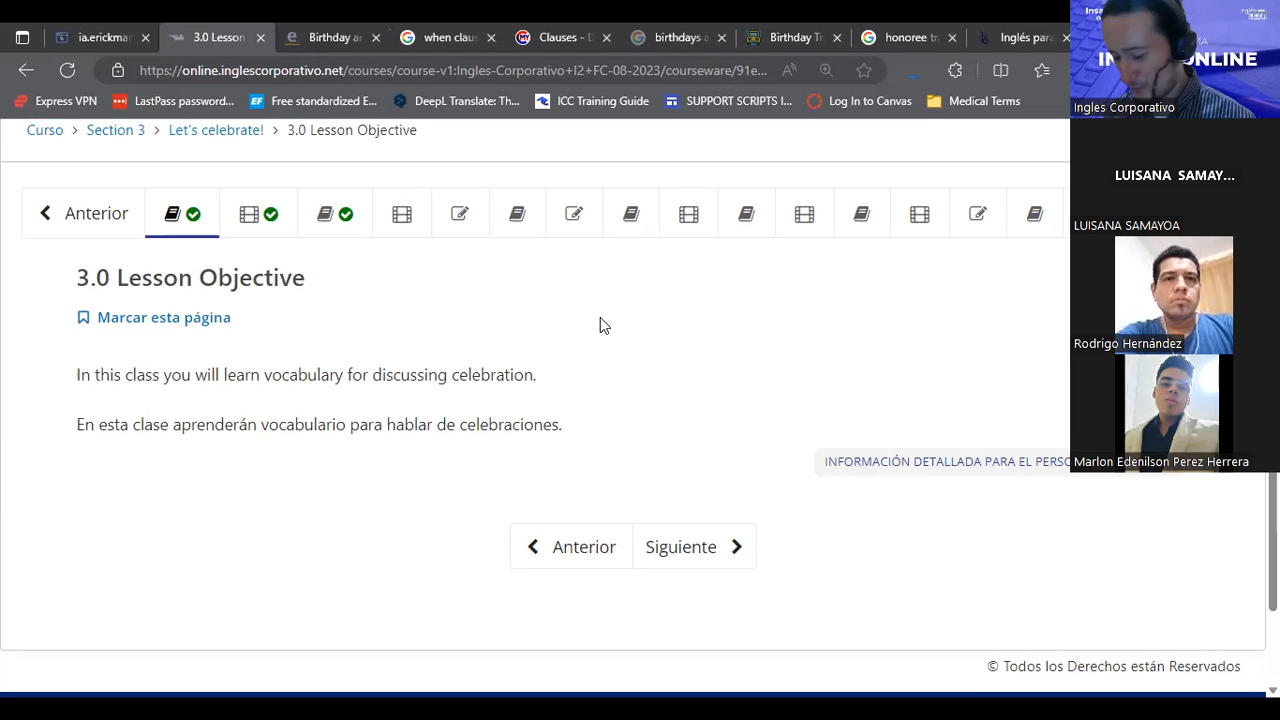 ia.erickmar
3.0 Lesson
Birthday ar
when claus
Clauses - D
birthdays a
Birthday Tr
honoree tr
Inglés para
https://online.inglescorporativo.net/courses/course-v1:Ingles-Corporativo+I2+FC-08-2023/courseware/91e...
Express VPN
LastPass password...
Free standardized E...
DeepL Translate: Th...
ICC Training Guide
SUPPORT SCRIPTS I...
Log In to Canvas
Medical Terms
Curso > Section 3 > Let's celebrate! > 3.0 Lesson Objective
Anterior
3.0 Lesson Objective
Marcar esta página
In this class you will learn vocabulary for discussing celebration.
En esta clase aprenderán vocabulario para hablar de celebraciones.
INFORMACIÓN DETALLADA PARA EL PERSO
Anterior
Siguiente
© Todos los Derechos están Reservados
ONLINE
Ingles Corporativo
LUISANA SAMAY...
LUISANA SAMAYOA
Rodrigo Hernández
Marlon Edenilson Perez Herrera